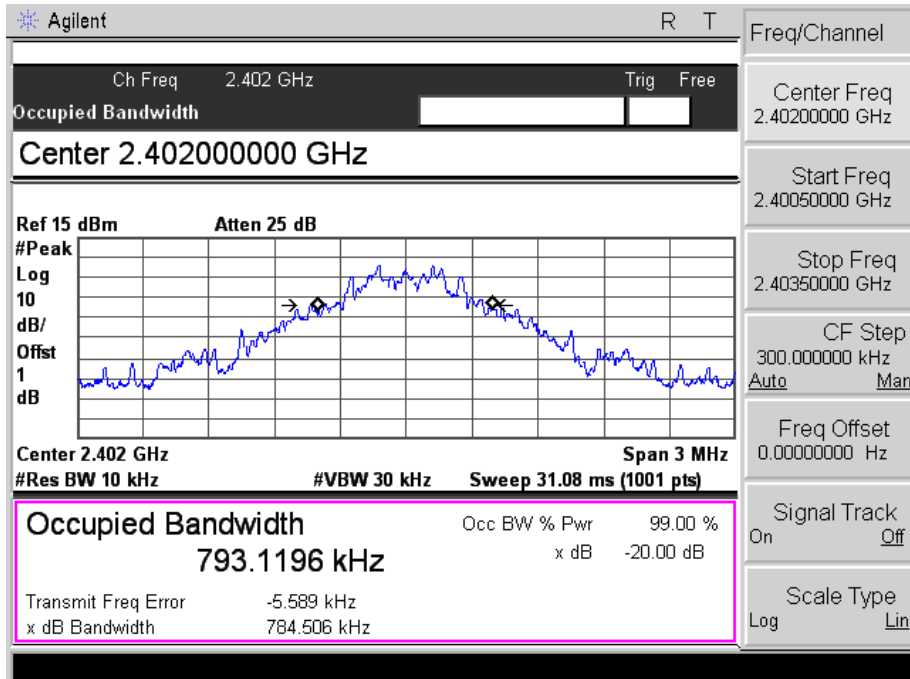 Agilent R T
Ch Freq 2.402 GHz Trig Free
Occupied Bandwidth
Center 2.402000000 GHz
Ref 15 dBm Atten 25 dB
#Peak
Log
10
dB/
Offst
1
dB
Center 2.402 GHz Span 3 MHz
#Res BW 10 kHz #VBW 30 kHz Sweep 31.08 ms (1001 pts)
Occupied Bandwidth
793.1196 kHz
Occ BW % Pwr 99.00 %
x dB -20.00 dB
Transmit Freq Error -5.589 kHz
x dB Bandwidth 784.506 kHz
Freq/Channel
Center Freq
2.40200000 GHz
Start Freq
2.40050000 GHz
Stop Freq
2.40350000 GHz
CF Step
300.000000 kHz
Auto Man
Freq Offset
0.00000000 Hz
Signal Track
On Off
Scale Type
Log Lin